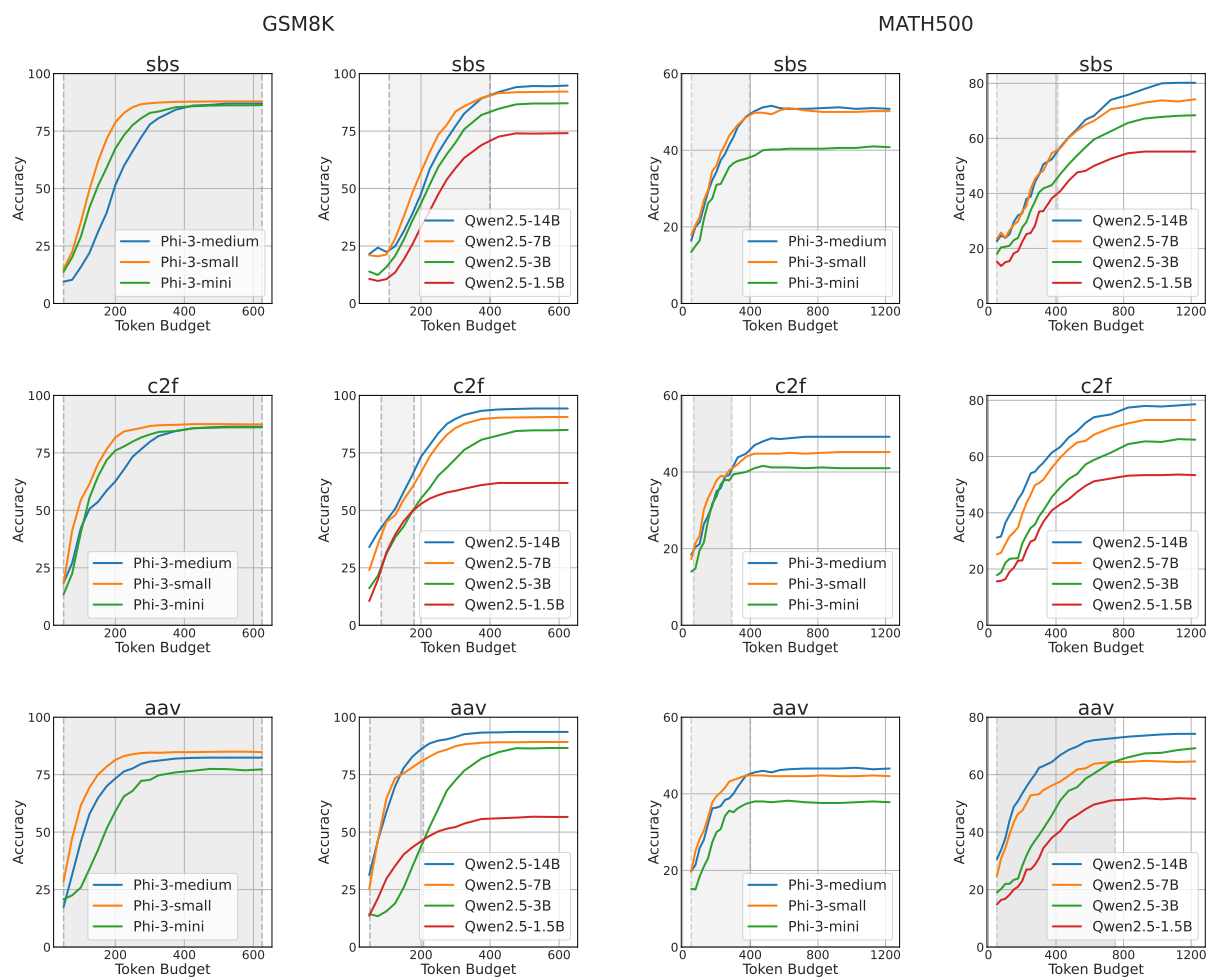 GSM8K
MATH500
sbs
100
75
50
25
0
Accuracy
200
400
600
Token Budget
Phi-3-medium
Phi-3-small
Phi-3-mini
sbs
100
75
50
25
0
Accuracy
200
400
600
Token Budget
Qwen2.5-14B
Qwen2.5-7B
Qwen2.5-3B
Qwen2.5-1.5B
sbs
60
40
20
0
Accuracy
0
400
800
1200
Token Budget
Phi-3-medium
Phi-3-small
Phi-3-mini
sbs
80
60
40
20
0
Accuracy
0
400
800
1200
Token Budget
Qwen2.5-14B
Qwen2.5-7B
Qwen2.5-3B
Qwen2.5-1.5B
c2f
100
75
50
25
0
Accuracy
200
400
600
Token Budget
Phi-3-medium
Phi-3-small
Phi-3-mini
c2f
100
75
50
25
0
Accuracy
200
400
600
Token Budget
Qwen2.5-14B
Qwen2.5-7B
Qwen2.5-3B
Qwen2.5-1.5B
c2f
60
40
20
0
Accuracy
0
400
800
1200
Token Budget
Phi-3-medium
Phi-3-small
Phi-3-mini
c2f
80
60
40
20
0
Accuracy
0
400
800
1200
Token Budget
Qwen2.5-14B
Qwen2.5-7B
Qwen2.5-3B
Qwen2.5-1.5B
aav
100
75
50
25
0
Accuracy
200
400
600
Token Budget
Phi-3-medium
Phi-3-small
Phi-3-mini
aav
100
75
50
25
0
Accuracy
200
400
600
Token Budget
Qwen2.5-14B
Qwen2.5-7B
Qwen2.5-3B
Qwen2.5-1.5B
aav
60
40
20
0
Accuracy
0
400
800
1200
Token Budget
Phi-3-medium
Phi-3-small
Phi-3-mini
aav
80
60
40
20
0
Accuracy
0
400
800
1200
Token Budget
Qwen2.5-14B
Qwen2.5-7B
Qwen2.5-3B
Qwen2.5-1.5B